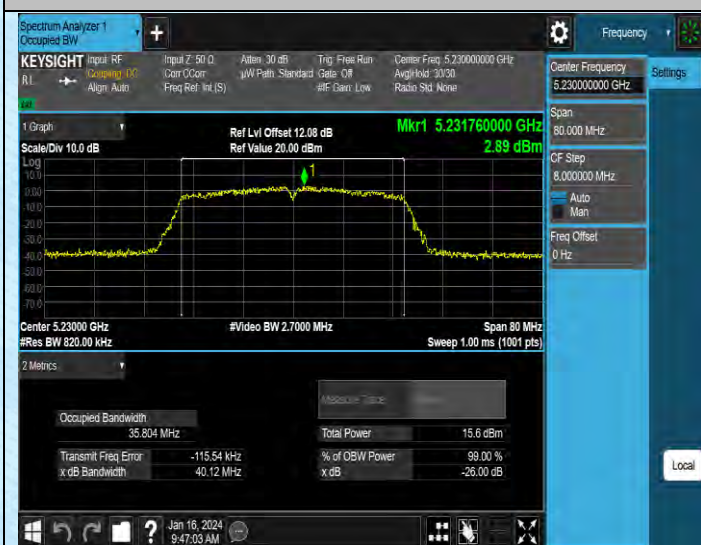 Spectrum Analyzer 1
Occupied BW
+
Frequency
KEYSIGHT
Input: RF
Coupling: DC
Align: Auto
Input Z: 50 Ω
Corr CCorr
Freq Ref: Int (S)
Atten: 30 dB
µW Path: Standard
Trig: Free Run
Gate: Off
#IF Gain: Low
Center Freq: 5.230000000 GHz
Avg|Hold: 30/30
Radio Std: None
Center Frequency
5.230000000 GHz
Settings
Span
80.000 MHz
CF Step
8.000000 MHz
Auto
Man
Freq Offset
0 Hz
1 Graph
Scale/Div 10.0 dB
Ref Lvl Offset 12.08 dB
Ref Value 20.00 dBm
Mkr1 5.231760000 GHz
2.89 dBm
Log
10.0
0.00
-10.0
-20.0
-30.0
-40.0
-50.0
-60.0
-70.0
1
Center 5.23000 GHz
#Res BW 820.00 kHz
#Video BW 2.7000 MHz
Span 80 MHz
Sweep 1.00 ms (1001 pts)
2 Metrics
Measure Trace
Occupied Bandwidth
35.804 MHz
Total Power 15.6 dBm
Transmit Freq Error -115.54 kHz
% of OBW Power 99.00 %
x dB Bandwidth 40.12 MHz
x dB -26.00 dB
Local
?
Jan 16, 2024
9:47:03 AM